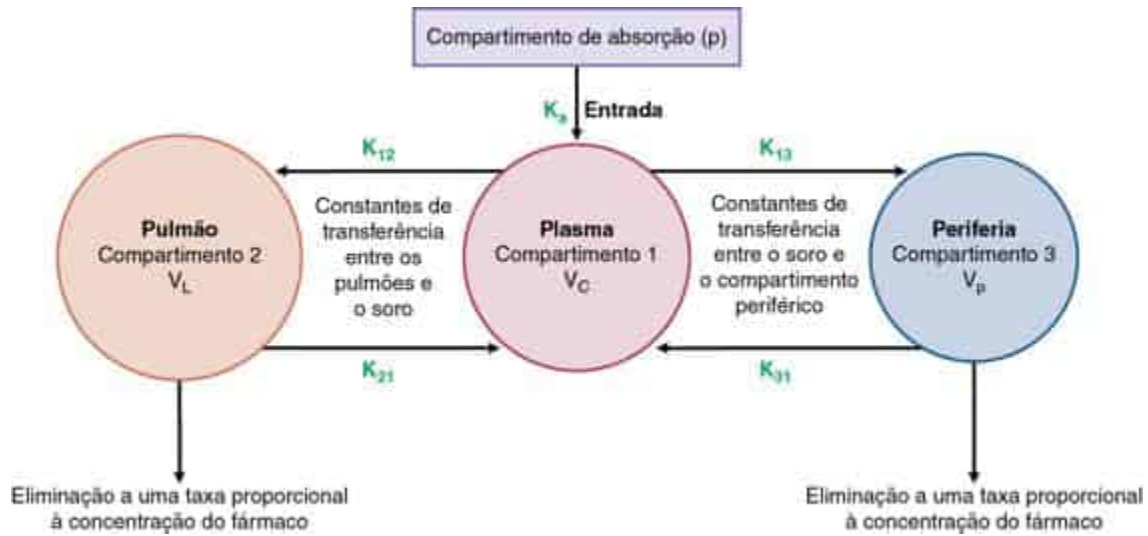 Compartimento de absorção (p)
Ka Entrada
K12
K13
Pulmão
Compartimento 2
VL
Constantes de
transferência
entre os
pulmões e
o soro
Plasma
Compartimento 1
VC
Constantes de
transferência
entre o soro e
o compartimento
periférico
Periferia
Compartimento 3
Vp
K21
K31
Eliminação a uma taxa proporcional
à concentração do fármaco
Eliminação a uma taxa proporcional
à concentração do fármaco